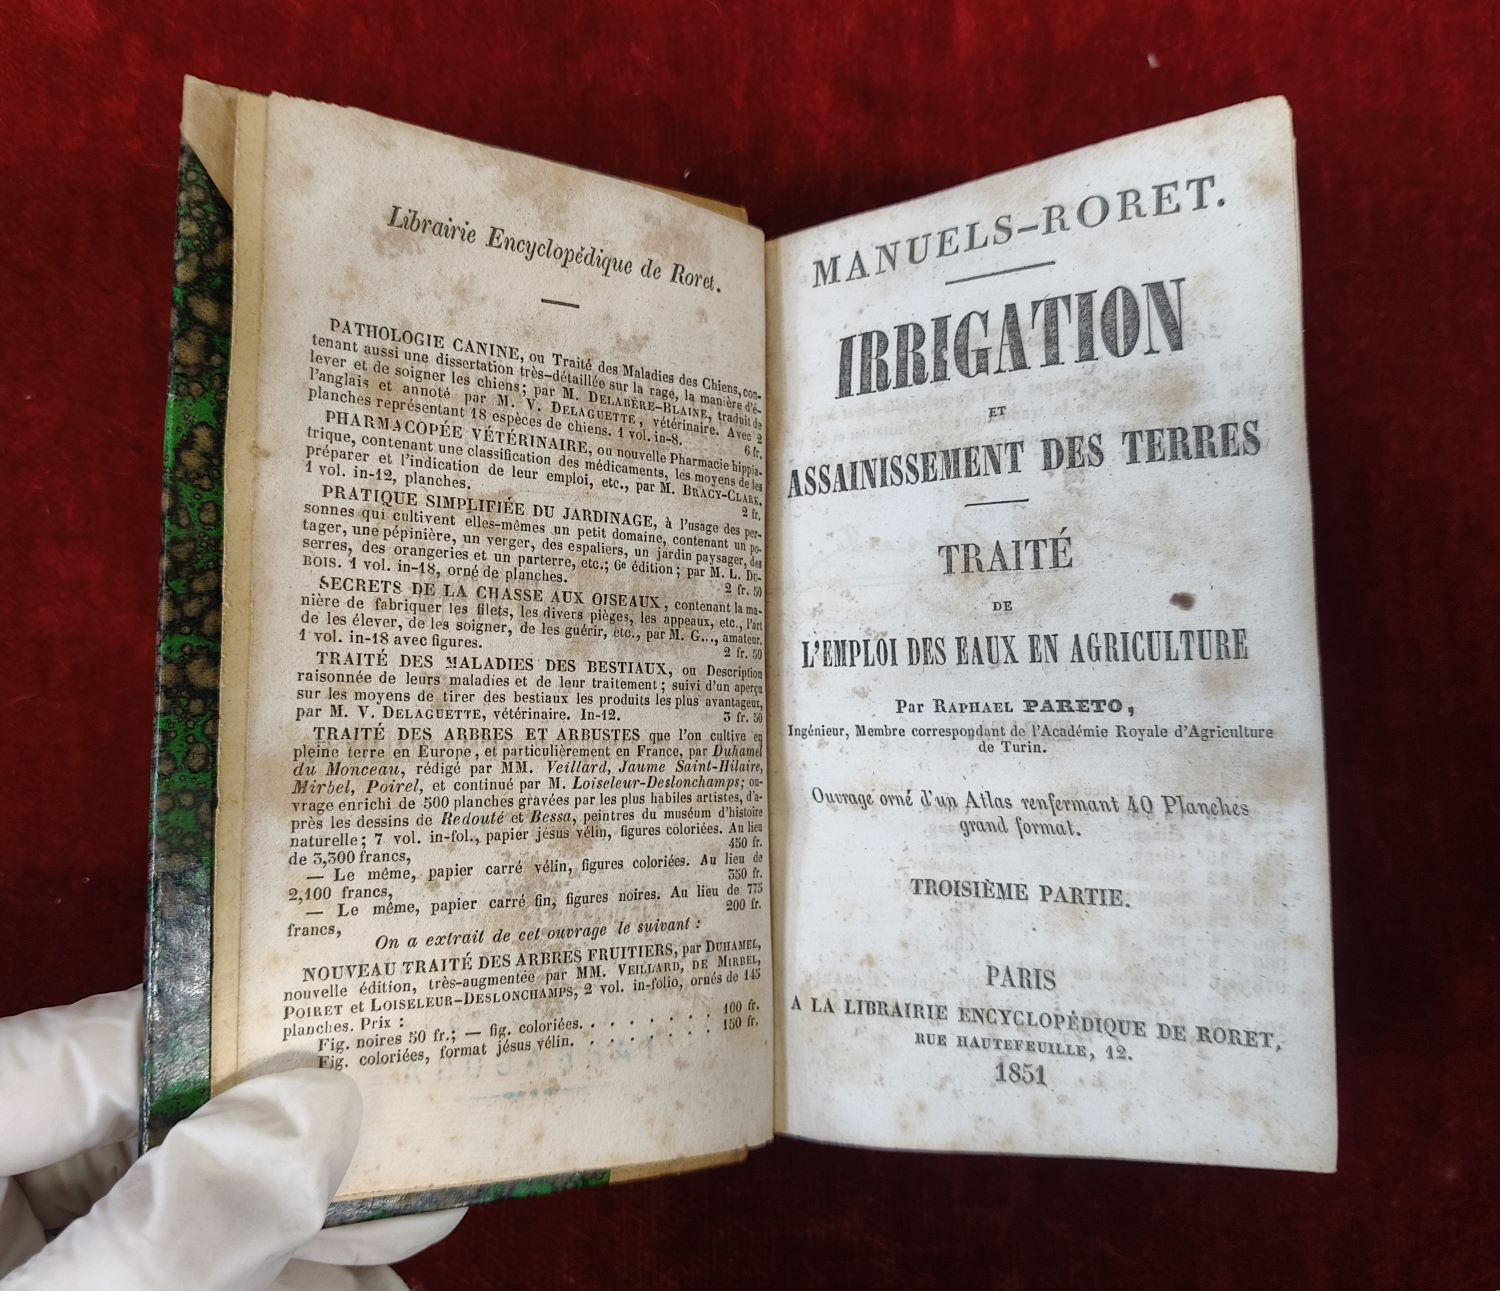 Librairie Encyclopédique de Roret.
PATHOLOGIE CANINE, ou Traité des Maladies des Chiens, con-
tenant aussi une dissertation très-détaillée sur la rage, la manière d'é-
lever et de soigner les chiens; par M. DELABÈRE-BLAINE, traduit de
l'anglais et annoté par M. V. DELAGUETTE, vétérinaire. Avec 2
planches représentant 18 espèces de chiens. 1 vol. in-8. 6 fr.
PHARMACOPÉE VÉTÉRINAIRE, ou nouvelle Pharmacie hippia-
trique, contenant une classification des médicaments, les moyens de les
préparer et l'indication de leur emploi, etc., par M. BRACY-CLARK.
1 vol. in-12, planches. 2 fr.
PRATIQUE SIMPLIFIÉE DU JARDINAGE, à l'usage des per-
sonnes qui cultivent elles-mêmes un petit domaine, contenant un po-
tager, une pépinière, un verger, des espaliers, un jardin paysager, des
serres, des orangeries et un parterre, etc.; 6e édition; par M. L. DU-
BOIS. 1 vol. in-18, orné de planches. 2 fr. 50
SECRETS DE LA CHASSE AUX OISEAUX, contenant la ma-
nière de fabriquer les filets, les divers pièges, les appeaux, etc., l'art
de les élever, de les soigner, de les guérir, etc., par M. G..., amateur.
1 vol. in-18 avec figures. 2 fr. 50
TRAITÉ DES MALADIES DES BESTIAUX, ou Description
raisonnée de leurs maladies et de leur traitement; suivi d'un aperçu
sur les moyens de tirer des bestiaux les produits les plus avantageux,
par M. V. DELAGUETTE, vétérinaire. In-12. 3 fr. 50
TRAITÉ DES ARBRES ET ARBUSTES que l'on cultive en
pleine terre en Europe, et particulièrement en France, par Duhamel
du Monceau, rédigé par MM. Veillard, Jaume Saint-Hilaire,
Mirbel, Poirel, et continué par M. Loiseleur-Deslonchamps; ou-
vrage enrichi de 500 planches gravées par les plus habiles artistes, d'a-
près les dessins de Redouté et Bessa, peintres du muséum d'histoire
naturelle; 7 vol. in-fol., papier jésus vélin, figures coloriées. Au lieu
de 3,300 francs, 450 fr.
— Le même, papier carré vélin, figures coloriées. Au lieu de
2,100 francs, 350 fr.
— Le même, papier carré fin, figures noires. Au lieu de 775
francs, 200 fr.
On a extrait de cet ouvrage le suivant :
NOUVEAU TRAITÉ DES ARBRES FRUITIERS, par DUHAMEL,
nouvelle édition, très-augmentée par MM. VEILLARD, DE MIRBEL,
POIRET et LOISELEUR-DESLONCHAMPS, 2 vol. in-folio, ornés de 145
planches. Prix :
Fig. noires 50 fr.; — fig. coloriées. . . . . . . . 100 fr.
Fig. coloriées, format jésus vélin. . . . . . . . 150 fr.
MANUELS-RORET.
IRRIGATION
ET
ASSAINISSEMENT DES TERRES
TRAITÉ
DE
L'EMPLOI DES EAUX EN AGRICULTURE
Par RAPHAEL PARETO,
Ingénieur, Membre correspondant de l'Académie Royale d'Agriculture
de Turin.
Ouvrage orné d'un Atlas renfermant 40 Planches
grand format.
TROISIÈME PARTIE.
PARIS
A LA LIBRAIRIE ENCYCLOPÉDIQUE DE RORET,
RUE HAUTEFEUILLE, 12.
1851